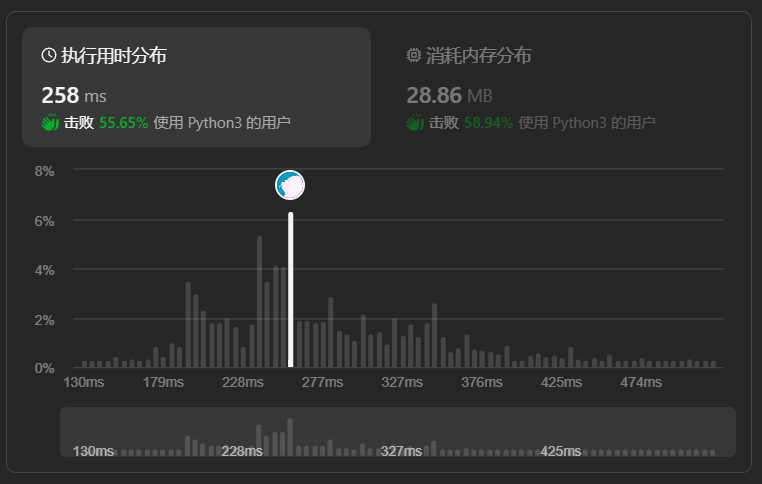 执行用时分布
258 ms
击败 55.65% 使用 Python3 的用户
消耗内存分布
28.86 MB
击败 58.94% 使用 Python3 的用户
8%
6%
4%
2%
0%
130ms 179ms 228ms 277ms 327ms 376ms 425ms 474ms
130ms 228ms 327ms 425ms